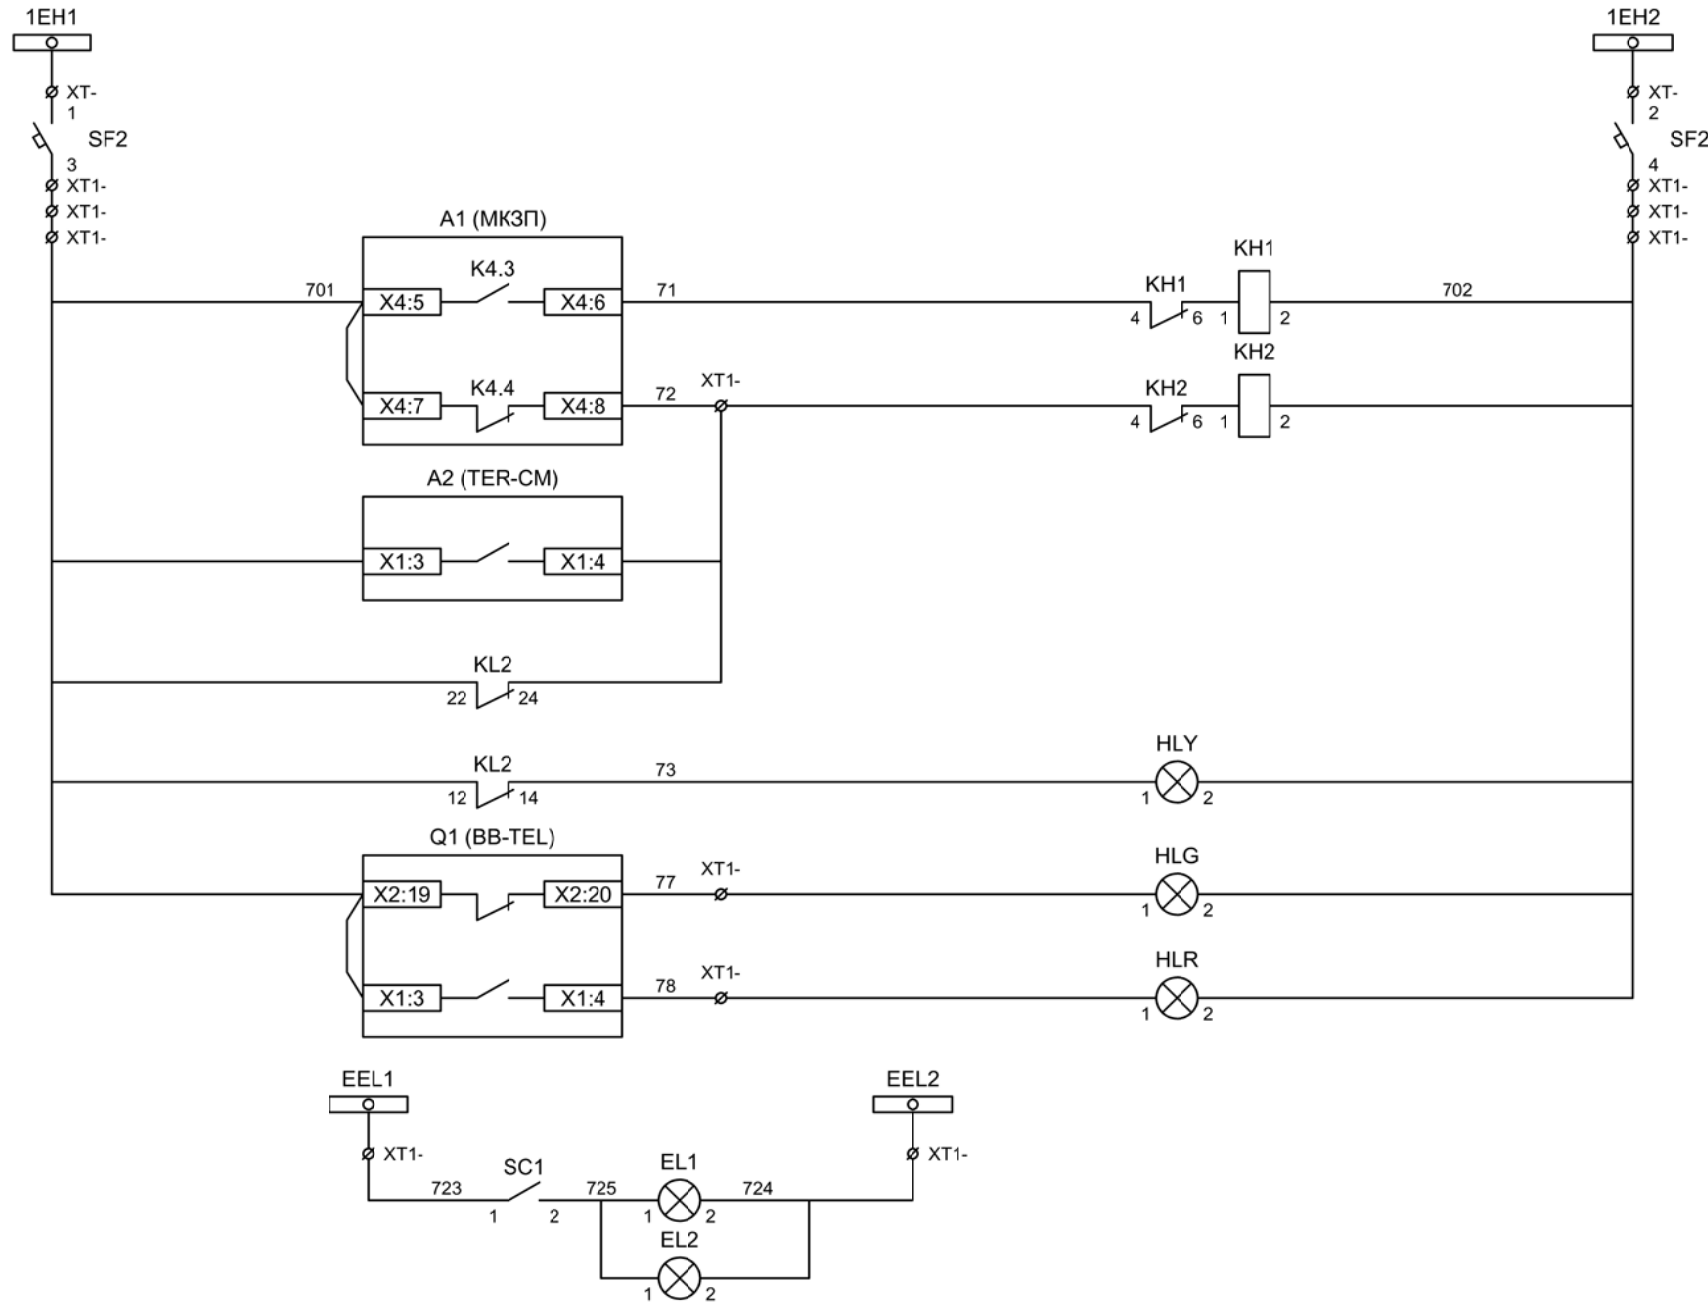 1EH1 1EH2
XT- XT-
1 2
SF2 SF2
3 4
XT1- XT1-
XT1- XT1-
XT1- XT1-
A1 (МКЗП)
K4.3 KH1 KH1
701 X4:5 X4:6 71 4 6 1 2 702
KH2
K4.4 XT1- KH2
X4:7 X4:8 72 4 6 1 2
A2 (TER-CM)
X1:3 X1:4
KL2
22 24
HLY
KL2 73
12 14 1 2
Q1 (BB-TEL)
XT1- HLG
X2:19 X2:20 77 1 2
XT1- HLR
X1:3 X1:4 78 1 2
EEL1 EEL2
XT1- XT1-
SC1 EL1
723 725 724
1 2 1 2
EL2
1 2